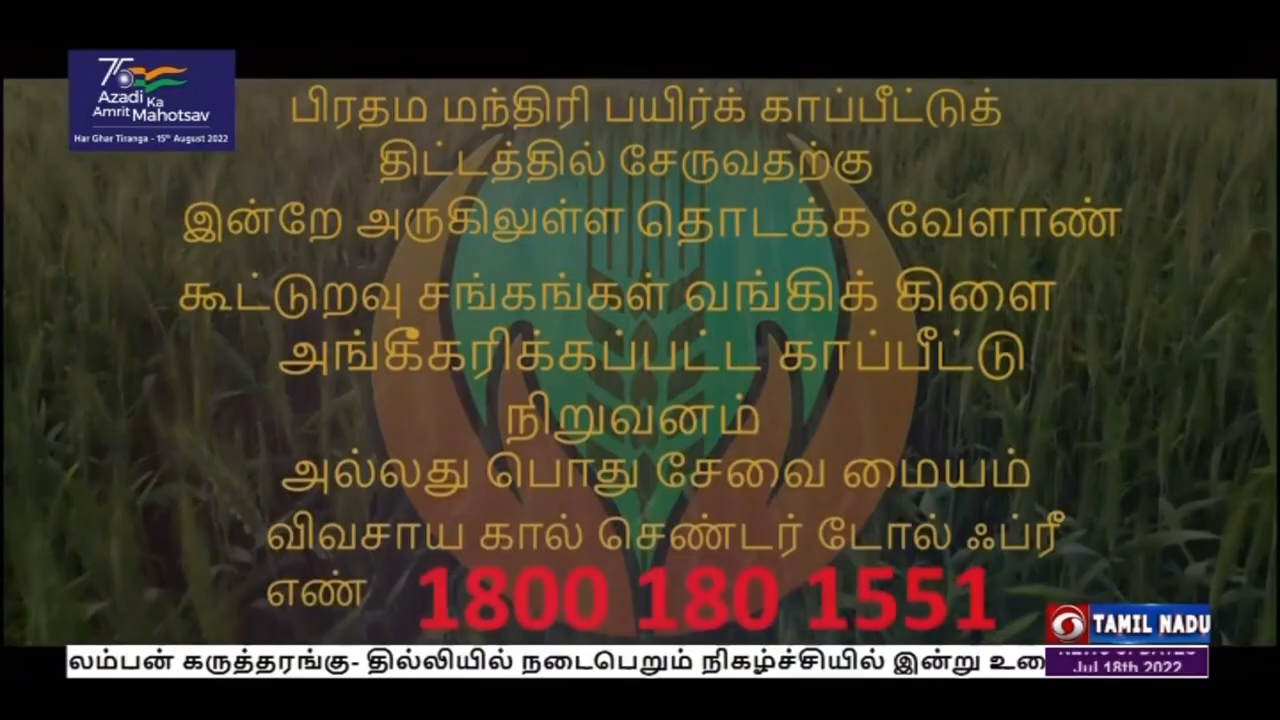 75
Azadi
Ka
Amrit Mahotsav
Har Ghar Tiranga - 15th August 2022
பிரதம மந்திரி பயிர்க் காப்பீட்டுத்
திட்டத்தில் சேருவதற்கு
இன்றே அருகிலுள்ள தொடக்க வேளாண்
கூட்டுறவு சங்கங்கள் வங்கிக் கிளை
அங்கீகரிக்கப்பட்ட காப்பீட்டு
நிறுவனம்
அல்லது பொது சேவை மையம்
விவசாய கால் செண்டர் டோல் ஃப்ரீ
எண் 1800 180 1551
TAMIL NADU
லம்பன் கருத்தரங்கு- தில்லியில் நடைபெறும் நிகழ்ச்சியில் இன்று
Jul 18th 2022